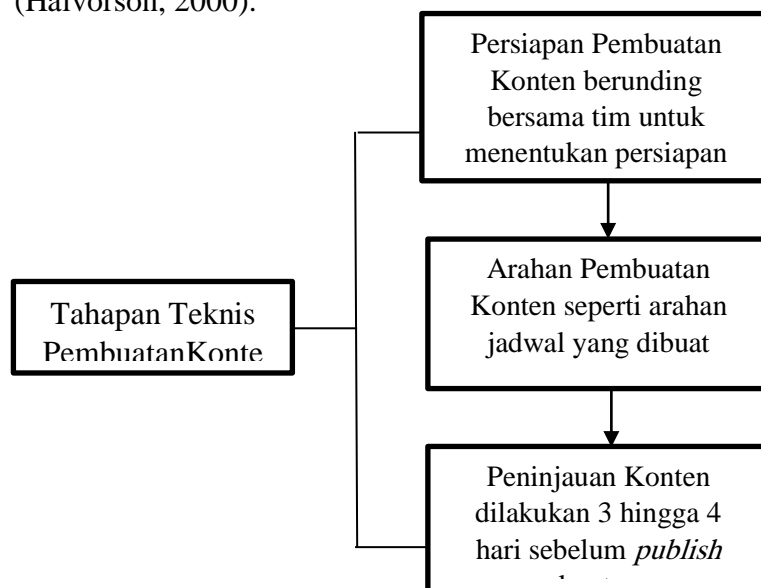 (Halvorson, 2000).
Persiapan Pembuatan
Konten berunding
bersama tim untuk
menentukan persiapan
Arahan Pembuatan
Konten seperti arahan
jadwal yang dibuat
Tahapan Teknis
PembuatanKonte
Peninjauan Konten
dilakukan 3 hingga 4
hari sebelum publish